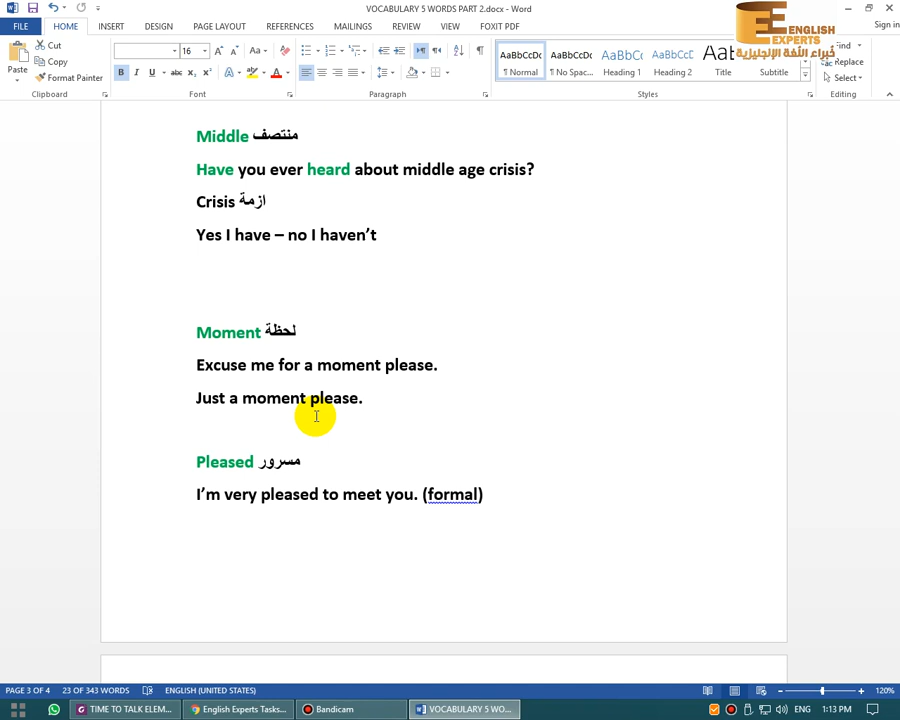 VOCABULARY 5 WORDS PART 2.docx - Word
Sign in
FILE HOME INSERT DESIGN PAGE LAYOUT REFERENCES MAILINGS REVIEW VIEW FOXIT PDF
ENGLISH
EXPERTS
خبراء اللغة الإنجليزية
Paste
Cut
Copy
Format Painter
16
AaBbCcDc AaBbCcDc AaBbC AaBbCcD
¶ Normal ¶ No Spac... Heading 1 Heading 2 Title Subtitle
Find
Replace
Select
Clipboard Font Paragraph Styles Editing
Middle منتصف
Have you ever heard about middle age crisis?
Crisis ازمة
Yes I have – no I haven't
Moment لحظة
Excuse me for a moment please.
Just a moment please.
Pleased مسرور
I'm very pleased to meet you. (formal)
PAGE 3 OF 4 23 OF 343 WORDS ENGLISH (UNITED STATES) 120%
TIME TO TALK ELEM... English Experts Tasks... Bandicam VOCABULARY 5 WO... ENG 1:13 PM